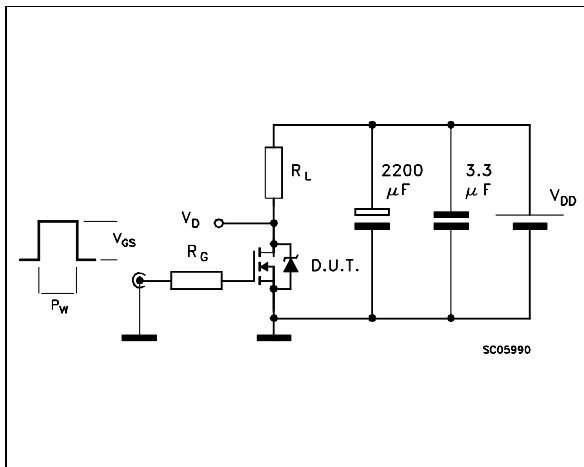 2200
μF
3.3
μF
R_L
V_DD
V_D
V_GS
R_G
D.U.T.
P_W
SC05990